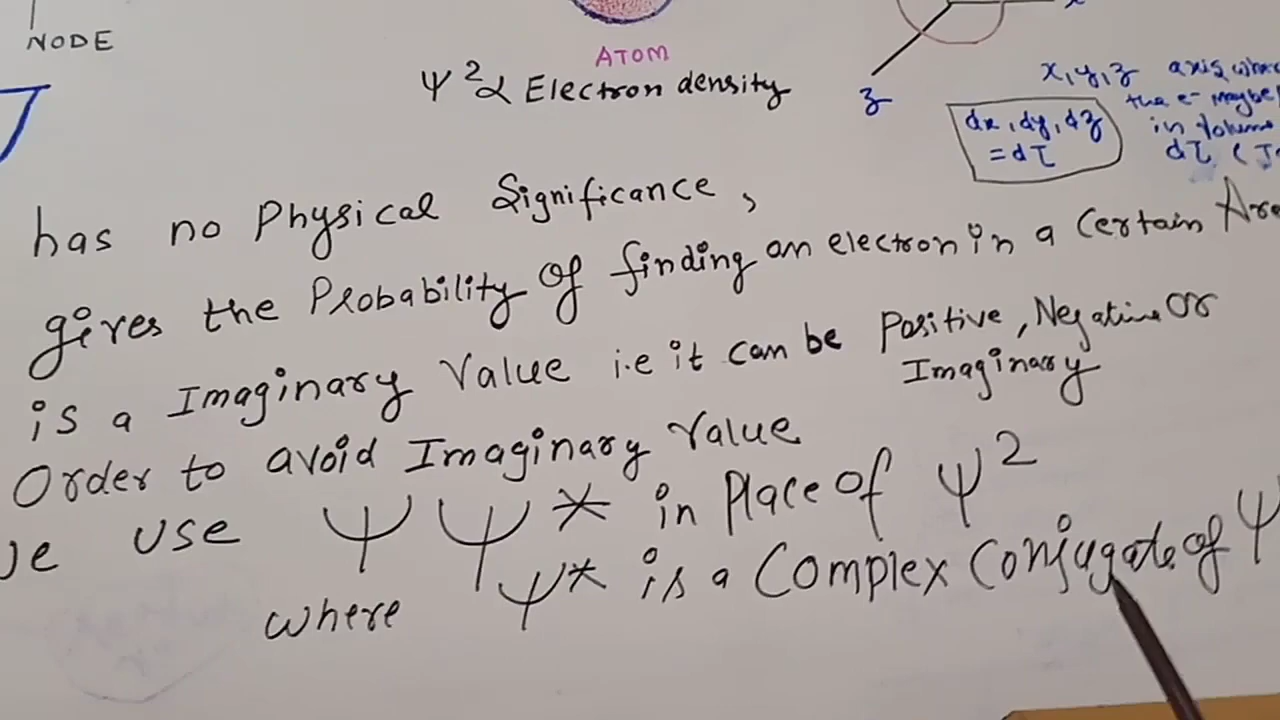 NODE
ATOM
ψ² α Electron density
x
z
dx, dy, dz
= dτ
x, y, z axis, where
the e- maybe
in Volume
dτ
has no Physical Significance,
gives the Probability of finding an electron in a Certain
is a Imaginary Value i.e it can be Positive, Negative Or
Imaginary
Order to avoid Imaginary Value
use ψ ψ* in Place of ψ²
where ψ* is a Complex Conjugate of ψ